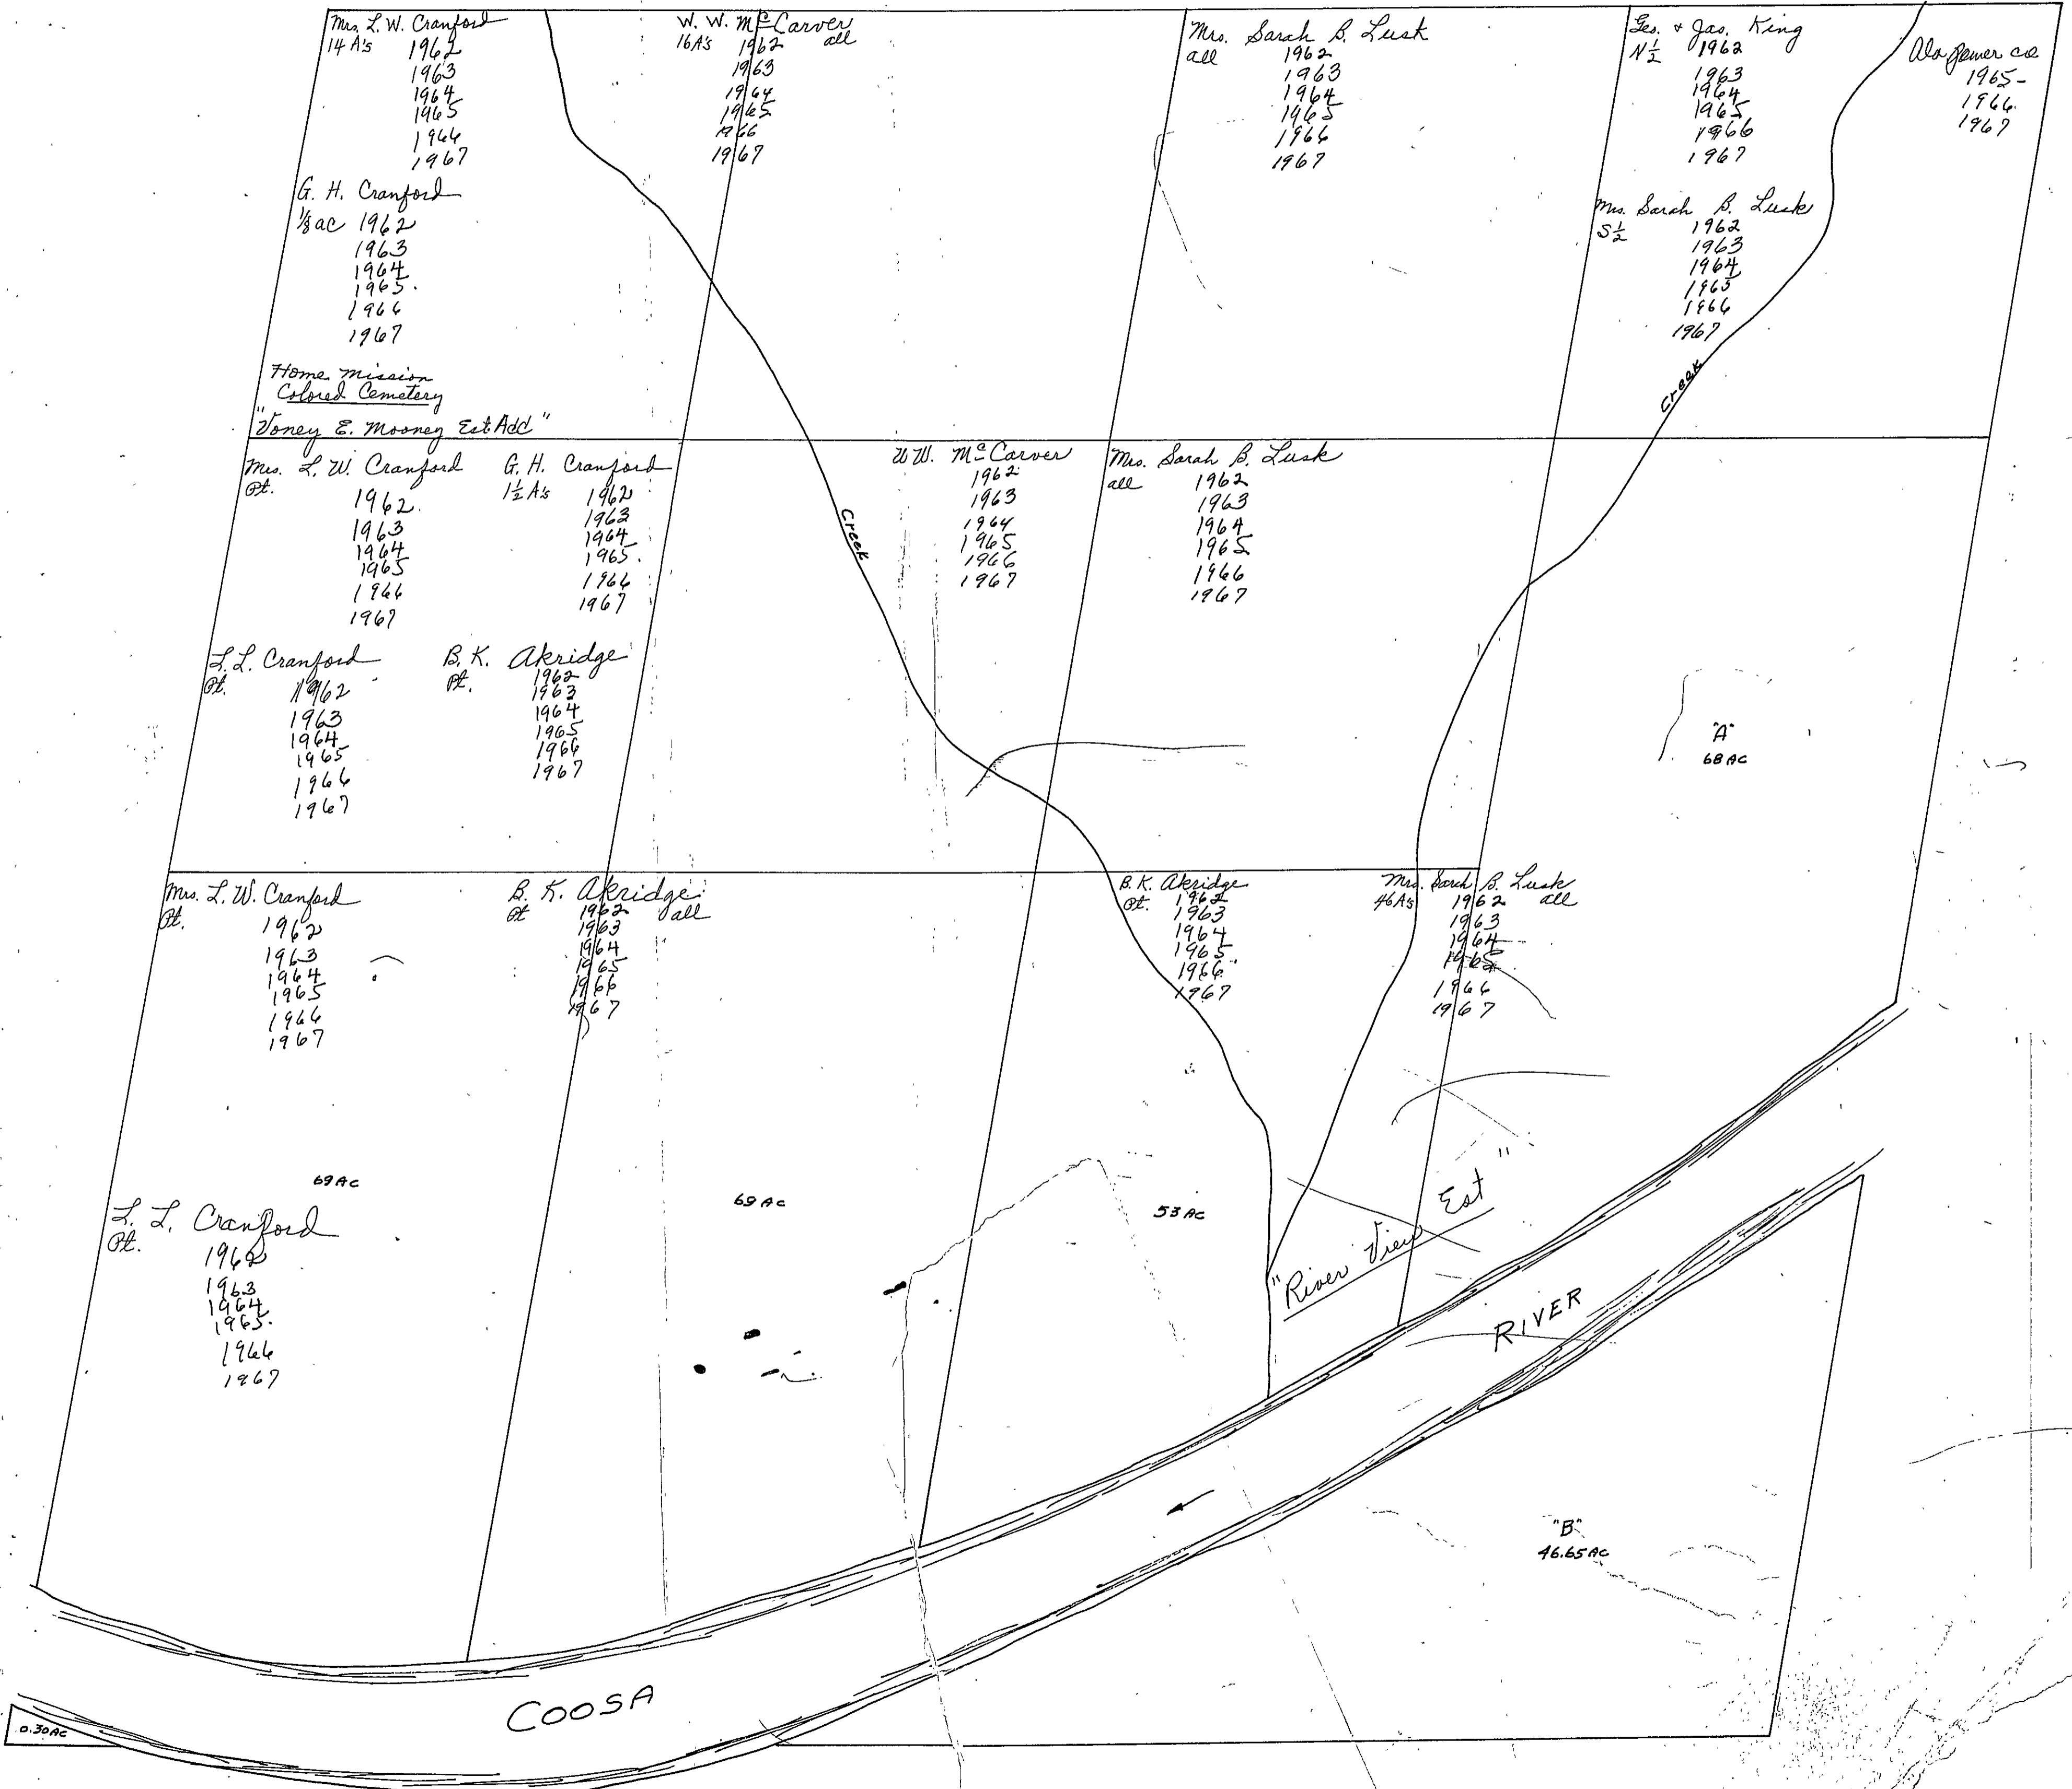 Mrs. L. W. Cranford
14 A's 1962
1963
1964
1965
1966
1967
W. W. McCarver
16 A's 1962 all
1963
1964
1965
1966
1967
Mrs. Sarah B. Lusk
all 1962
1963
1964
1965
1966
1967
Geo. & Jas. King
N½ 1962
1963
1964
1965
1966
1967
Ala Power co
1965-
1966
1967
G. H. Cranford
⅛ ac 1962
1963
1964
1965
1966
1967
Mrs. Sarah B. Lusk
S½ 1962
1963
1964
1965
1966
1967
Home Mission
Colored Cemetery
"Voney E. Mooney Est Add"
Creek
Mrs. L. W. Cranford
Pt. 1962
1963
1964
1965
1966
1967
G. H. Cranford
1½ A's 1962
1963
1964
1965
1966
1967
W W. McCarver
1962
1963
1964
1965
1966
1967
Mrs. Sarah B. Lusk
all 1962
1963
1964
1965
1966
1967
Creek
L. L. Cranford
Pt. 1962
1963
1964
1965
1966
1967
B. K. Akridge
Pt. 1962
1963
1964
1965
1966
1967
"A"
68 AC
Mrs. L. W. Cranford
Pt. 1962
1963
1964
1965
1966
1967
B. K. Akridge
Pt 1962 all
1963
1964
1965
1966
1967
B. K. Akridge
Pt. 1962
1963
1964
1965
1966
1967
Mrs. Sarah B. Lusk
46 A's 1962 all
1963
1964
1965
1966
1967
69 AC
69 AC
53 AC
"River View Est"
L. L. Cranford
Pt. 1962
1963
1964
1965
1966
1967
RIVER
"B"
46.65 AC
COOSA
0.30 AC